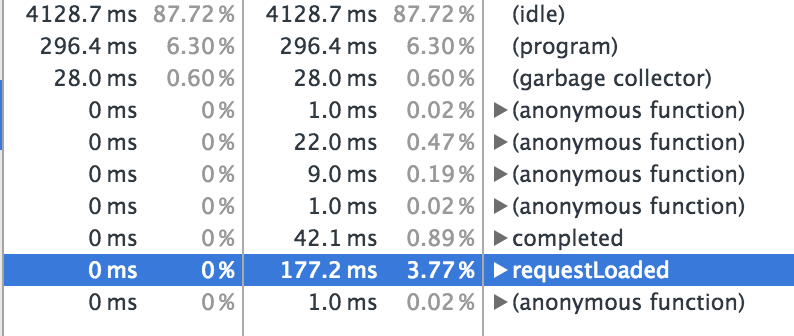 4128.7 ms 87.72 % 4128.7 ms 87.72 % (idle)
296.4 ms 6.30 % 296.4 ms 6.30 % (program)
28.0 ms 0.60 % 28.0 ms 0.60 % (garbage collector)
0 ms 0 % 1.0 ms 0.02 % ▶ (anonymous function)
0 ms 0 % 22.0 ms 0.47 % ▶ (anonymous function)
0 ms 0 % 9.0 ms 0.19 % ▶ (anonymous function)
0 ms 0 % 1.0 ms 0.02 % ▶ (anonymous function)
0 ms 0 % 42.1 ms 0.89 % ▶ completed
0 ms 0 % 177.2 ms 3.77 % ▶ requestLoaded
0 ms 0 % 1.0 ms 0.02 % ▶ (anonymous function)